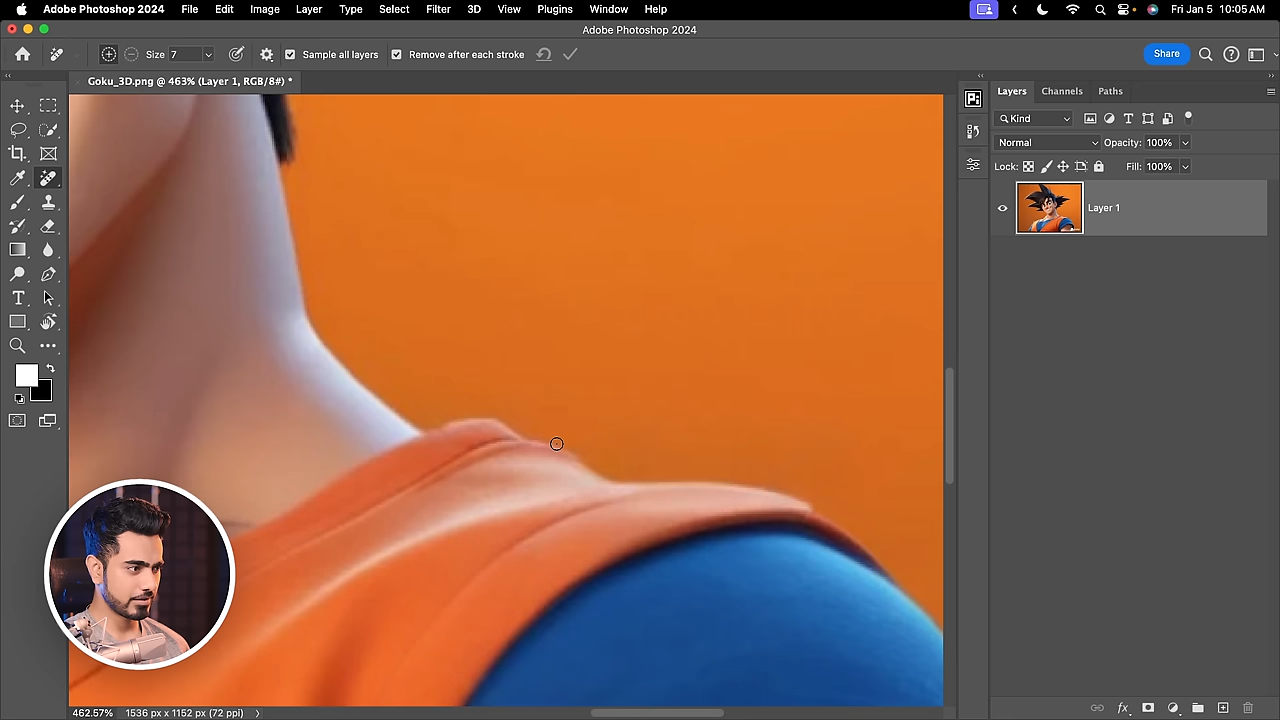 Adobe Photoshop 2024 File Edit Image Layer Type Select Filter 3D View Plugins Window Help Fri Jan 5 10:05 AM
Adobe Photoshop 2024
Size 7 Sample all layers Remove after each stroke Share
Goku_3D.png @ 463% (Layer 1, RGB/8#) *
Layers Channels Paths
Kind
Normal Opacity: 100%
Lock: Fill: 100%
Layer 1
462.57% 1536 px x 1152 px (72 ppi)